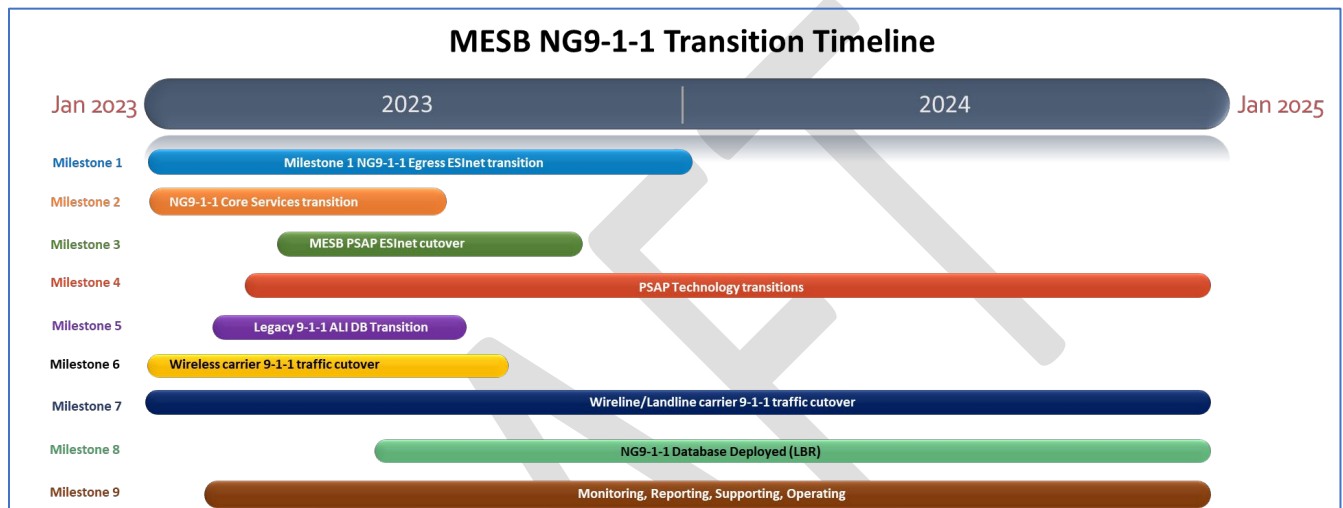 MESB NG9-1-1 Transition Timeline
Jan 2023 2023 2024 Jan 2025
Milestone 1 Milestone 1 NG9-1-1 Egress ESInet transition
Milestone 2 NG9-1-1 Core Services transition
Milestone 3 MESB PSAP ESInet cutover
Milestone 4 PSAP Technology transitions
Milestone 5 Legacy 9-1-1 ALI DB Transition
Milestone 6 Wireless carrier 9-1-1 traffic cutover
Milestone 7 Wireline/Landline carrier 9-1-1 traffic cutover
Milestone 8 NG9-1-1 Database Deployed (LBR)
Milestone 9 Monitoring, Reporting, Supporting, Operating